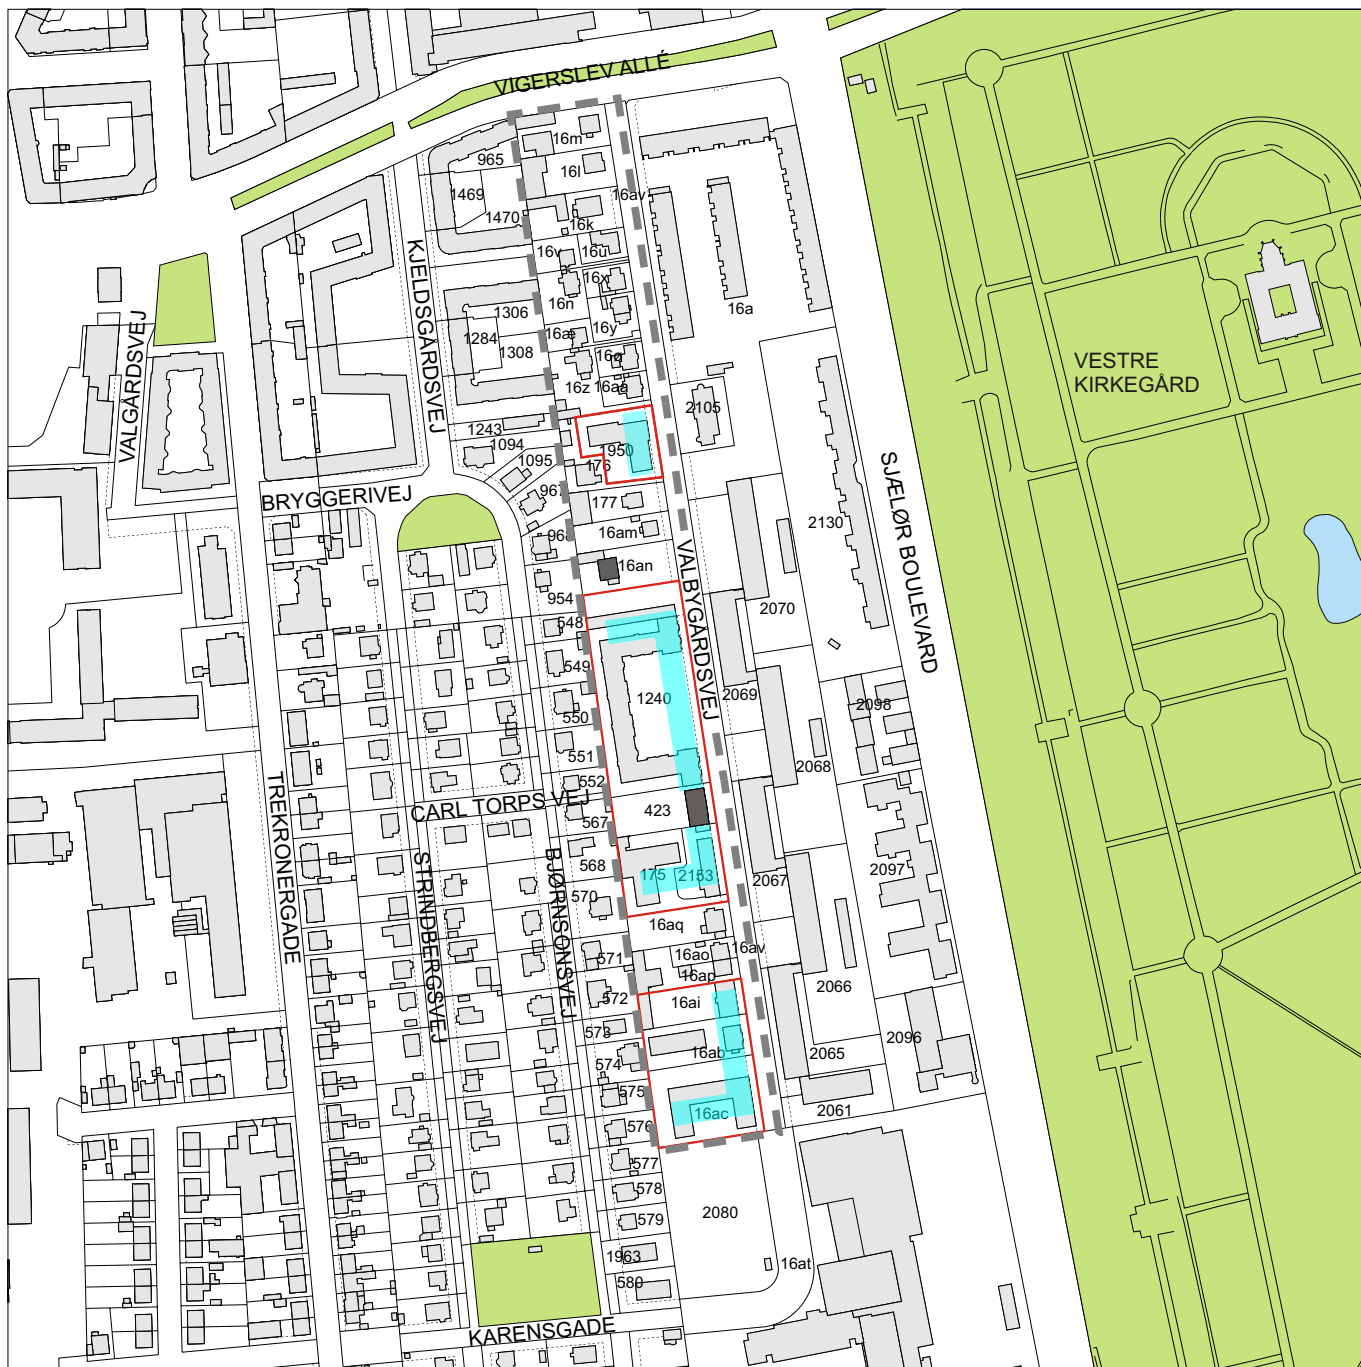 VIGERSLEV ALLÉ
16m
965
16l
1469
16av
1470
16k
KJELDSGÅRDSVEJ
16v
16u
16x
16n
1306
16a
VALGÅRDSVEJ
16y
16æ
1284
1308
16ø
VESTRE
KIRKEGÅRD
16z
16aa
2105
1243
1094
1950
1095
176
SJÆLØR BOULEVARD
BRYGGERIVEJ
967
177
2130
16am
968
VALBYGÅRDSVEJ
16an
954
2070
548
549
2069
1240
2098
550
551
2068
552
TREKRONERGADE
CARL TORPS VEJ
423
567
STRINDBERGSVEJ
BJØRNSONSVEJ
568
175
2153
2067
2097
570
16aq
16av
16ao
571
16ap
2066
572
16ai
573
2096
16ab
2065
574
575
2061
16ac
576
577
578
2080
579
1963
16at
580
KARENSGADE